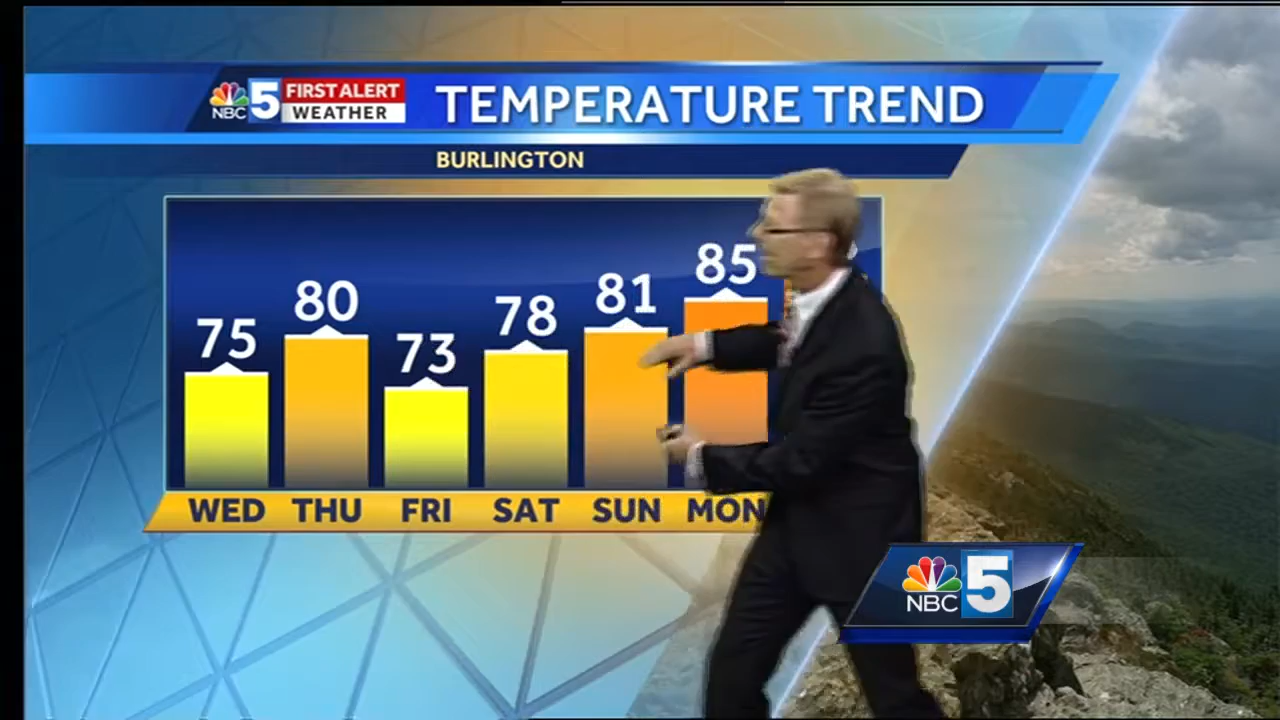 NBC 5 FIRST ALERT WEATHER
TEMPERATURE TREND
BURLINGTON
75 80 73 78 81 85
WED THU FRI SAT SUN MON
NBC 5